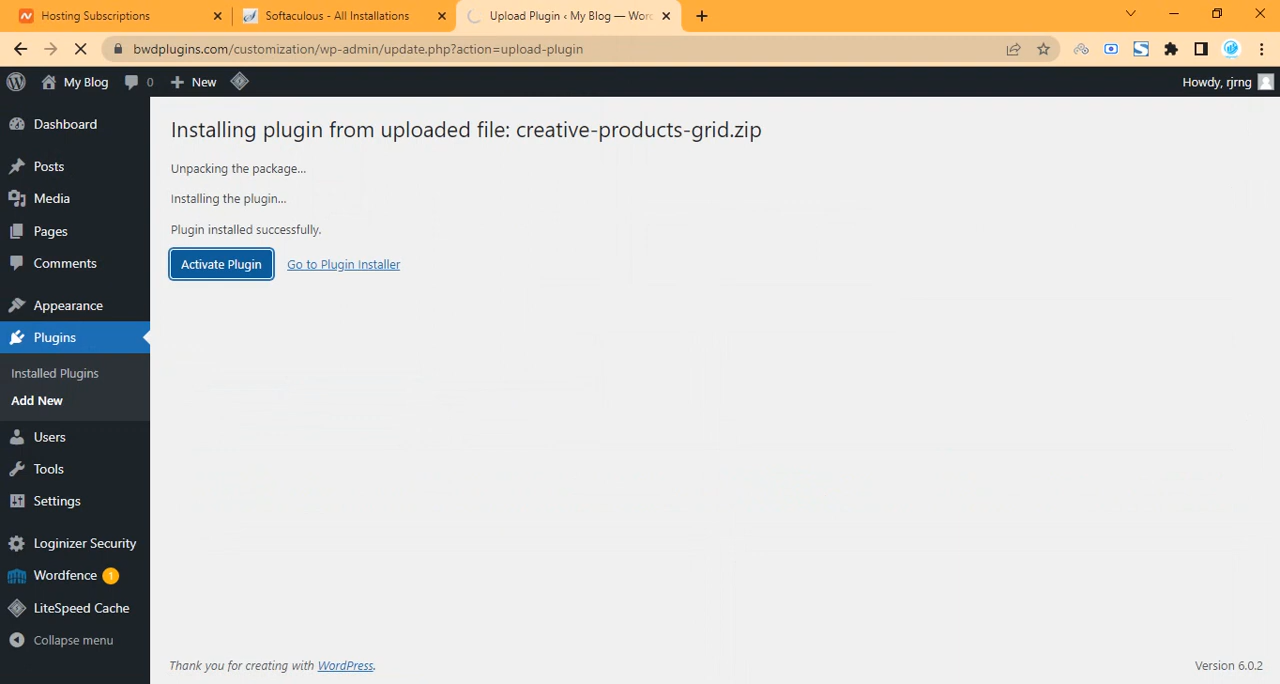 Hosting Subscriptions
Softaculous - All Installations
Upload Plugin ‹ My Blog — Word
bwdplugins.com/customization/wp-admin/update.php?action=upload-plugin
My Blog 0 New Howdy, rjrng
Dashboard
Posts
Media
Pages
Comments
Appearance
Plugins
Installed Plugins
Add New
Users
Tools
Settings
Loginizer Security
Wordfence 1
LiteSpeed Cache
Collapse menu
Installing plugin from uploaded file: creative-products-grid.zip
Unpacking the package...
Installing the plugin...
Plugin installed successfully.
Activate Plugin Go to Plugin Installer
Thank you for creating with WordPress. Version 6.0.2